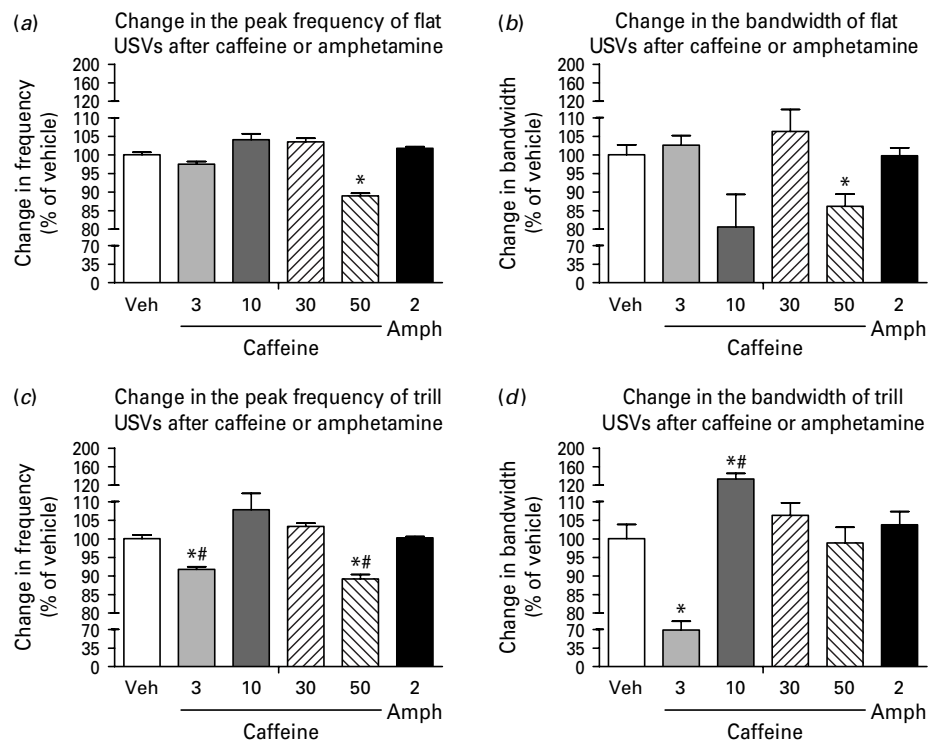 (a)
Change in the peak frequency of flat
USVs after caffeine or amphetamine
Change in frequency
(% of vehicle)
200
160
120
110
105
100
95
90
85
80
70
35
0
*
Veh 3 10 30 50 2
Caffeine Amph
(b)
Change in the bandwidth of flat
USVs after caffeine or amphetamine
Change in bandwidth
(% of vehicle)
200
160
120
110
105
100
95
90
85
80
70
35
0
*
Veh 3 10 30 50 2
Caffeine Amph
(c)
Change in the peak frequency of trill
USVs after caffeine or amphetamine
Change in frequency
(% of vehicle)
200
160
120
110
105
100
95
90
85
80
70
35
0
*# *#
Veh 3 10 30 50 2
Caffeine Amph
(d)
Change in the bandwidth of trill
USVs after caffeine or amphetamine
Change in bandwidth
(% of vehicle)
200
160
120
110
105
100
95
90
85
80
70
35
0
* *#
Veh 3 10 30 50 2
Caffeine Amph